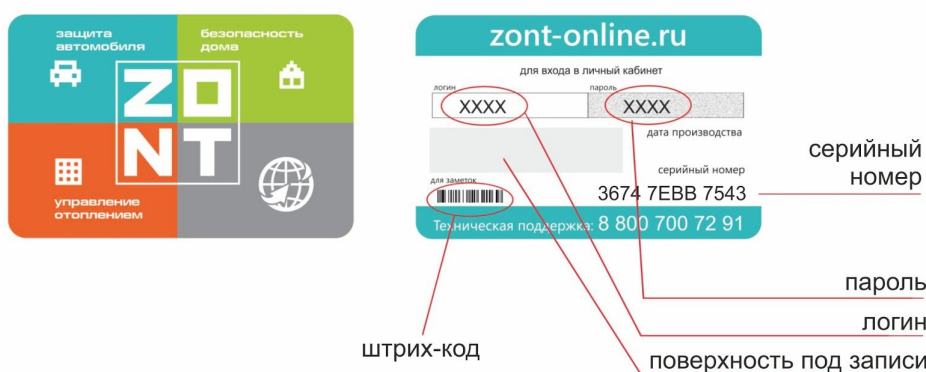 защита
автомобиля
безопасность
дома
ZO
NT
управление
отоплением
zont-online.ru
для входа в личный кабинет
логин
пароль
XXXX
XXXX
дата производства
серийный номер
для заметок
3674 7EBB 7543
Техническая поддержка: 8 800 700 72 91
серийный
номер
пароль
логин
штрих-код
поверхность под записи